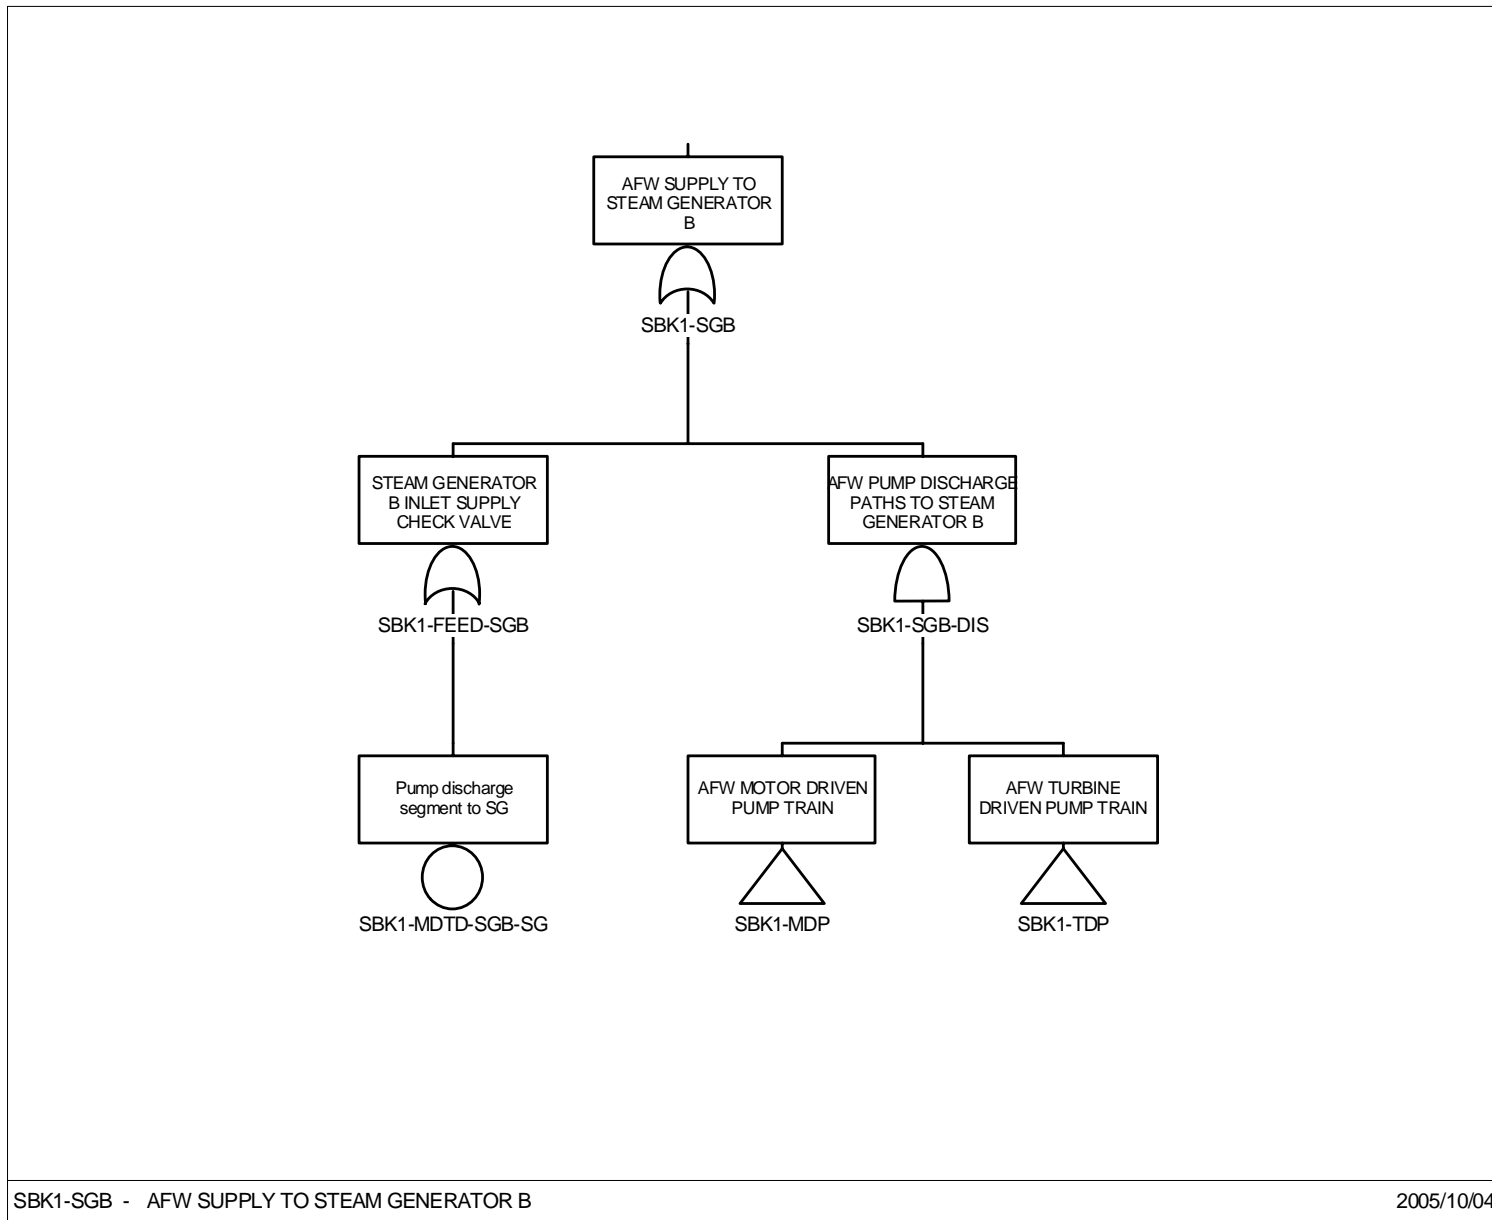 AFW SUPPLY TO
STEAM GENERATOR
B
SBK1-SGB
STEAM GENERATOR
B INLET SUPPLY
CHECK VALVE
SBK1-FEED-SGB
AFW PUMP DISCHARGE
PATHS TO STEAM
GENERATOR B
SBK1-SGB-DIS
Pump discharge
segment to SG
SBK1-MDTD-SGB-SG
AFW MOTOR DRIVEN
PUMP TRAIN
SBK1-MDP
AFW TURBINE
DRIVEN PUMP TRAIN
SBK1-TDP
SBK1-SGB - AFW SUPPLY TO STEAM GENERATOR B
2005/10/04